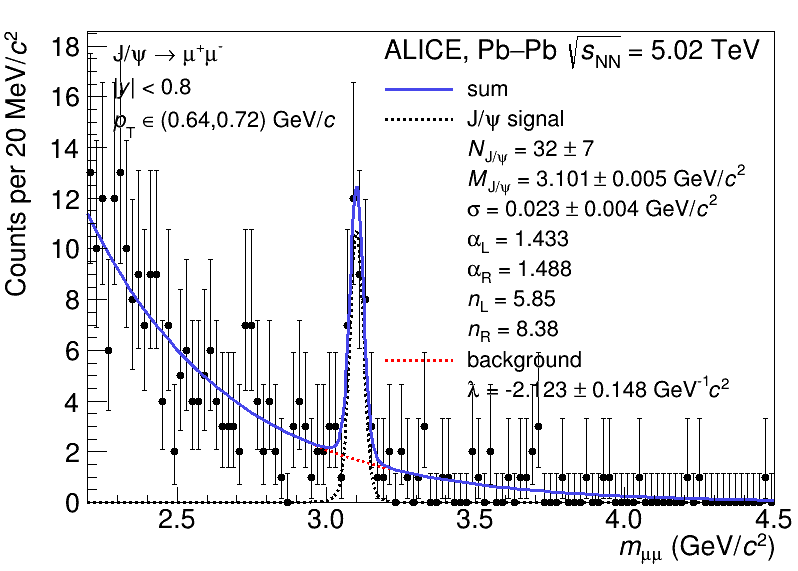 J/ψ → μ⁺μ⁻
|y| < 0.8
p_T ∈ (0.64,0.72) GeV/c
ALICE, Pb–Pb √s_NN = 5.02 TeV
sum
J/ψ signal
N_J/ψ = 32 ± 7
M_J/ψ = 3.101 ± 0.005 GeV/c²
σ = 0.023 ± 0.004 GeV/c²
α_L = 1.433
α_R = 1.488
n_L = 5.85
n_R = 8.38
background
λ = -2.123 ± 0.148 GeV⁻¹c²
Counts per 20 MeV/c²
18
16
14
12
10
8
6
4
2
0
2.5 3.0 3.5 4.0 4.5
m_μμ (GeV/c²)